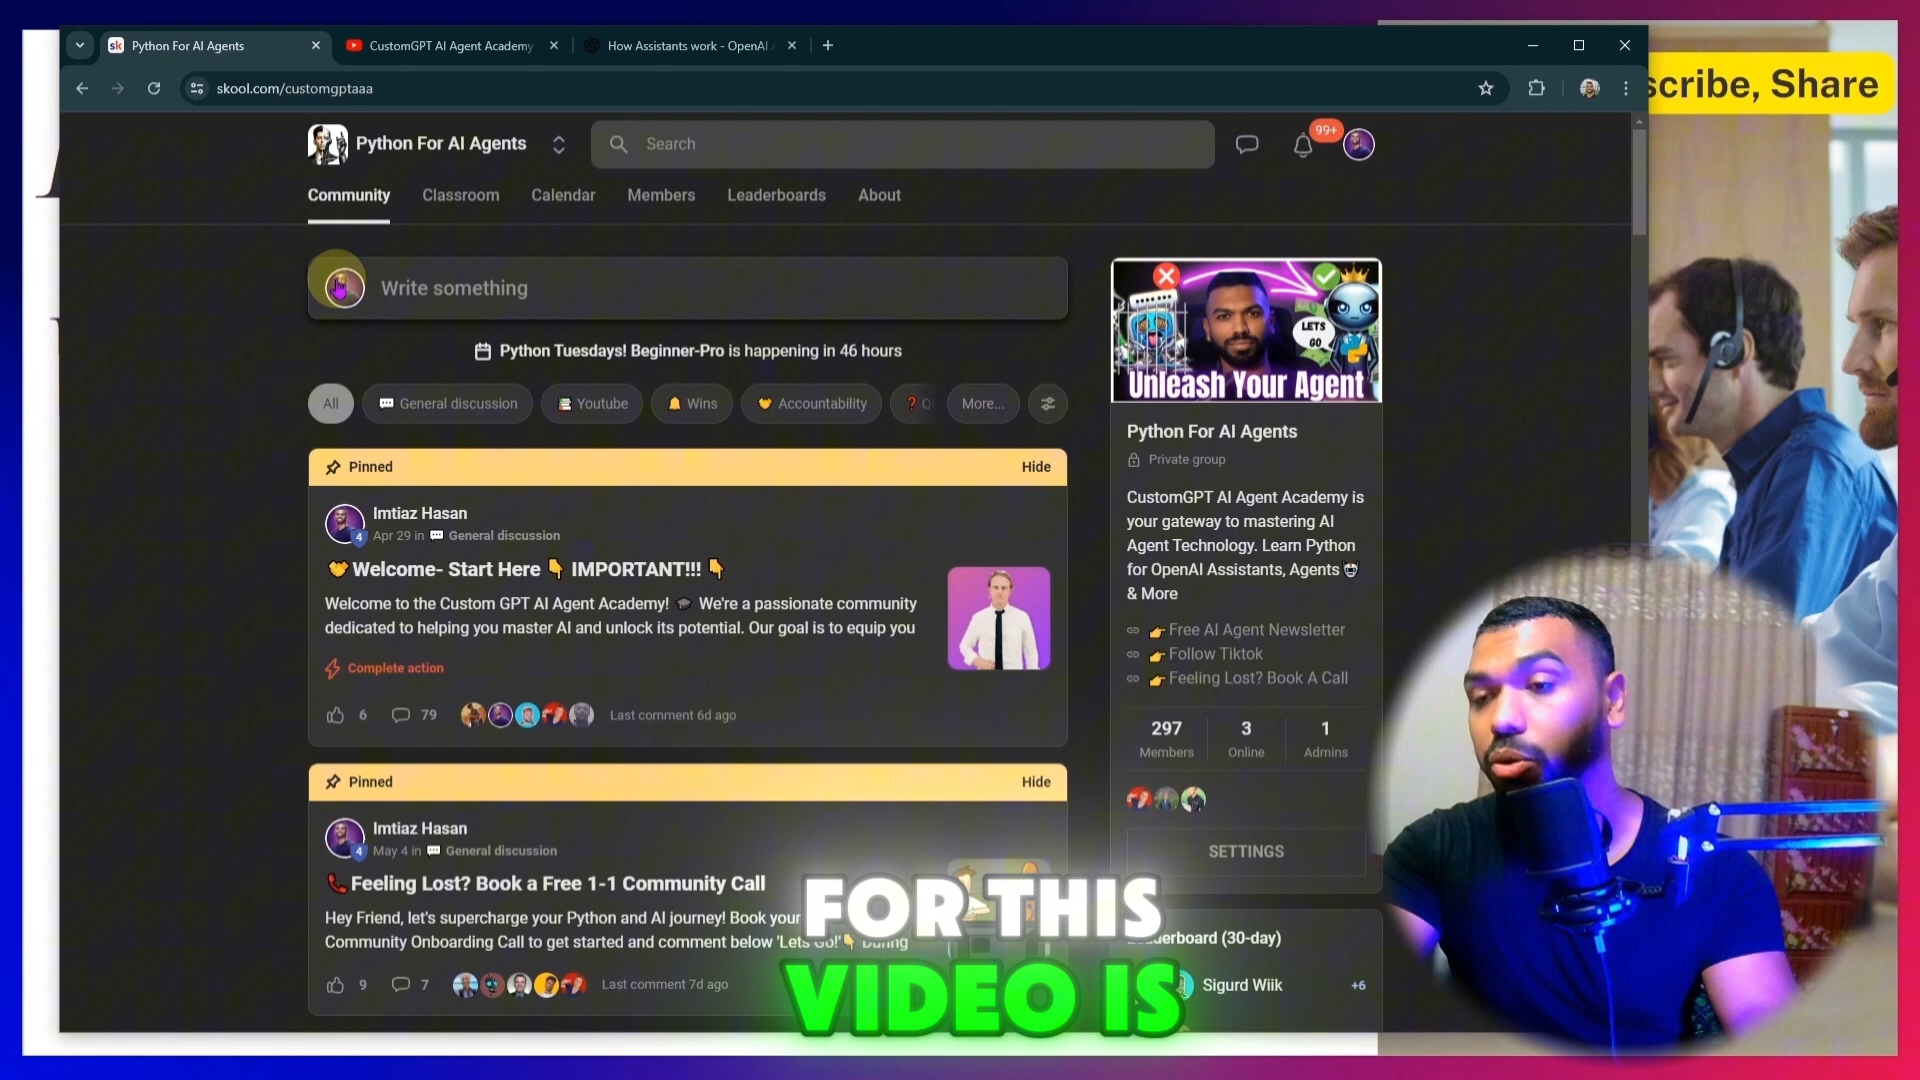 Python For AI Agents
CustomGPT AI Agent Academy
How Assistants work - OpenAI
skool.com/customgptaaa
scribe, Share
Python For AI Agents
Search
99+
Community
Classroom
Calendar
Members
Leaderboards
About
Write something
Python Tuesdays! Beginner-Pro is happening in 46 hours
All
General discussion
Youtube
Wins
Accountability
More...
Pinned
Hide
Imtiaz Hasan
4
Apr 29 in General discussion
Welcome- Start Here IMPORTANT!!!
Welcome to the Custom GPT AI Agent Academy! We're a passionate community
dedicated to helping you master AI and unlock its potential. Our goal is to equip you
Complete action
6
79
Last comment 6d ago
Pinned
Hide
Imtiaz Hasan
4
May 4 in General discussion
Feeling Lost? Book a Free 1-1 Community Call
Hey Friend, let's supercharge your Python and AI journey! Book your
Community Onboarding Call to get started and comment below 'Lets Go!' During
9
7
Last comment 7d ago
LETS
GO
Unleash Your Agent
Python For AI Agents
Private group
CustomGPT AI Agent Academy is
your gateway to mastering AI
Agent Technology. Learn Python
for OpenAI Assistants, Agents
& More
Free AI Agent Newsletter
Follow Tiktok
Feeling Lost? Book A Call
297
Members
3
Online
1
Admins
SETTINGS
derboard (30-day)
Sigurd Wiik
+6
FOR THIS
VIDEO IS